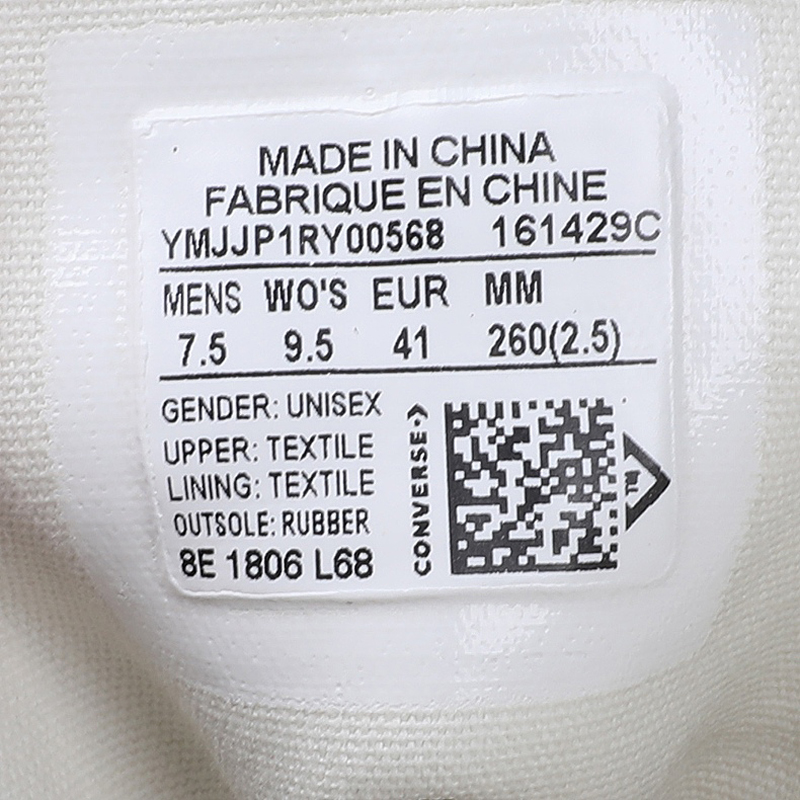 MADE IN CHINA
FABRIQUE EN CHINE
YMJJP1RY00568 161429C
MENS WO'S EUR MM
7.5 9.5 41 260(2.5)
GENDER: UNISEX
UPPER: TEXTILE
LINING: TEXTILE
OUTSOLE: RUBBER
8E 1806 L68
CONVERSE
TM